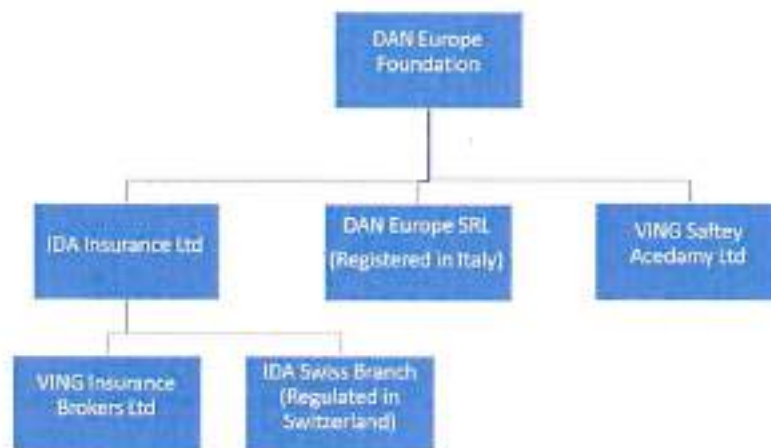 DAN Europe
Foundation
IDA Insurance Ltd
DAN Europe SRL
(Registered in Italy)
VING Saftey
Acedamy Ltd
VING Insurance
Brokers Ltd
IDA Swiss Branch
(Regulated in
Switzerland)